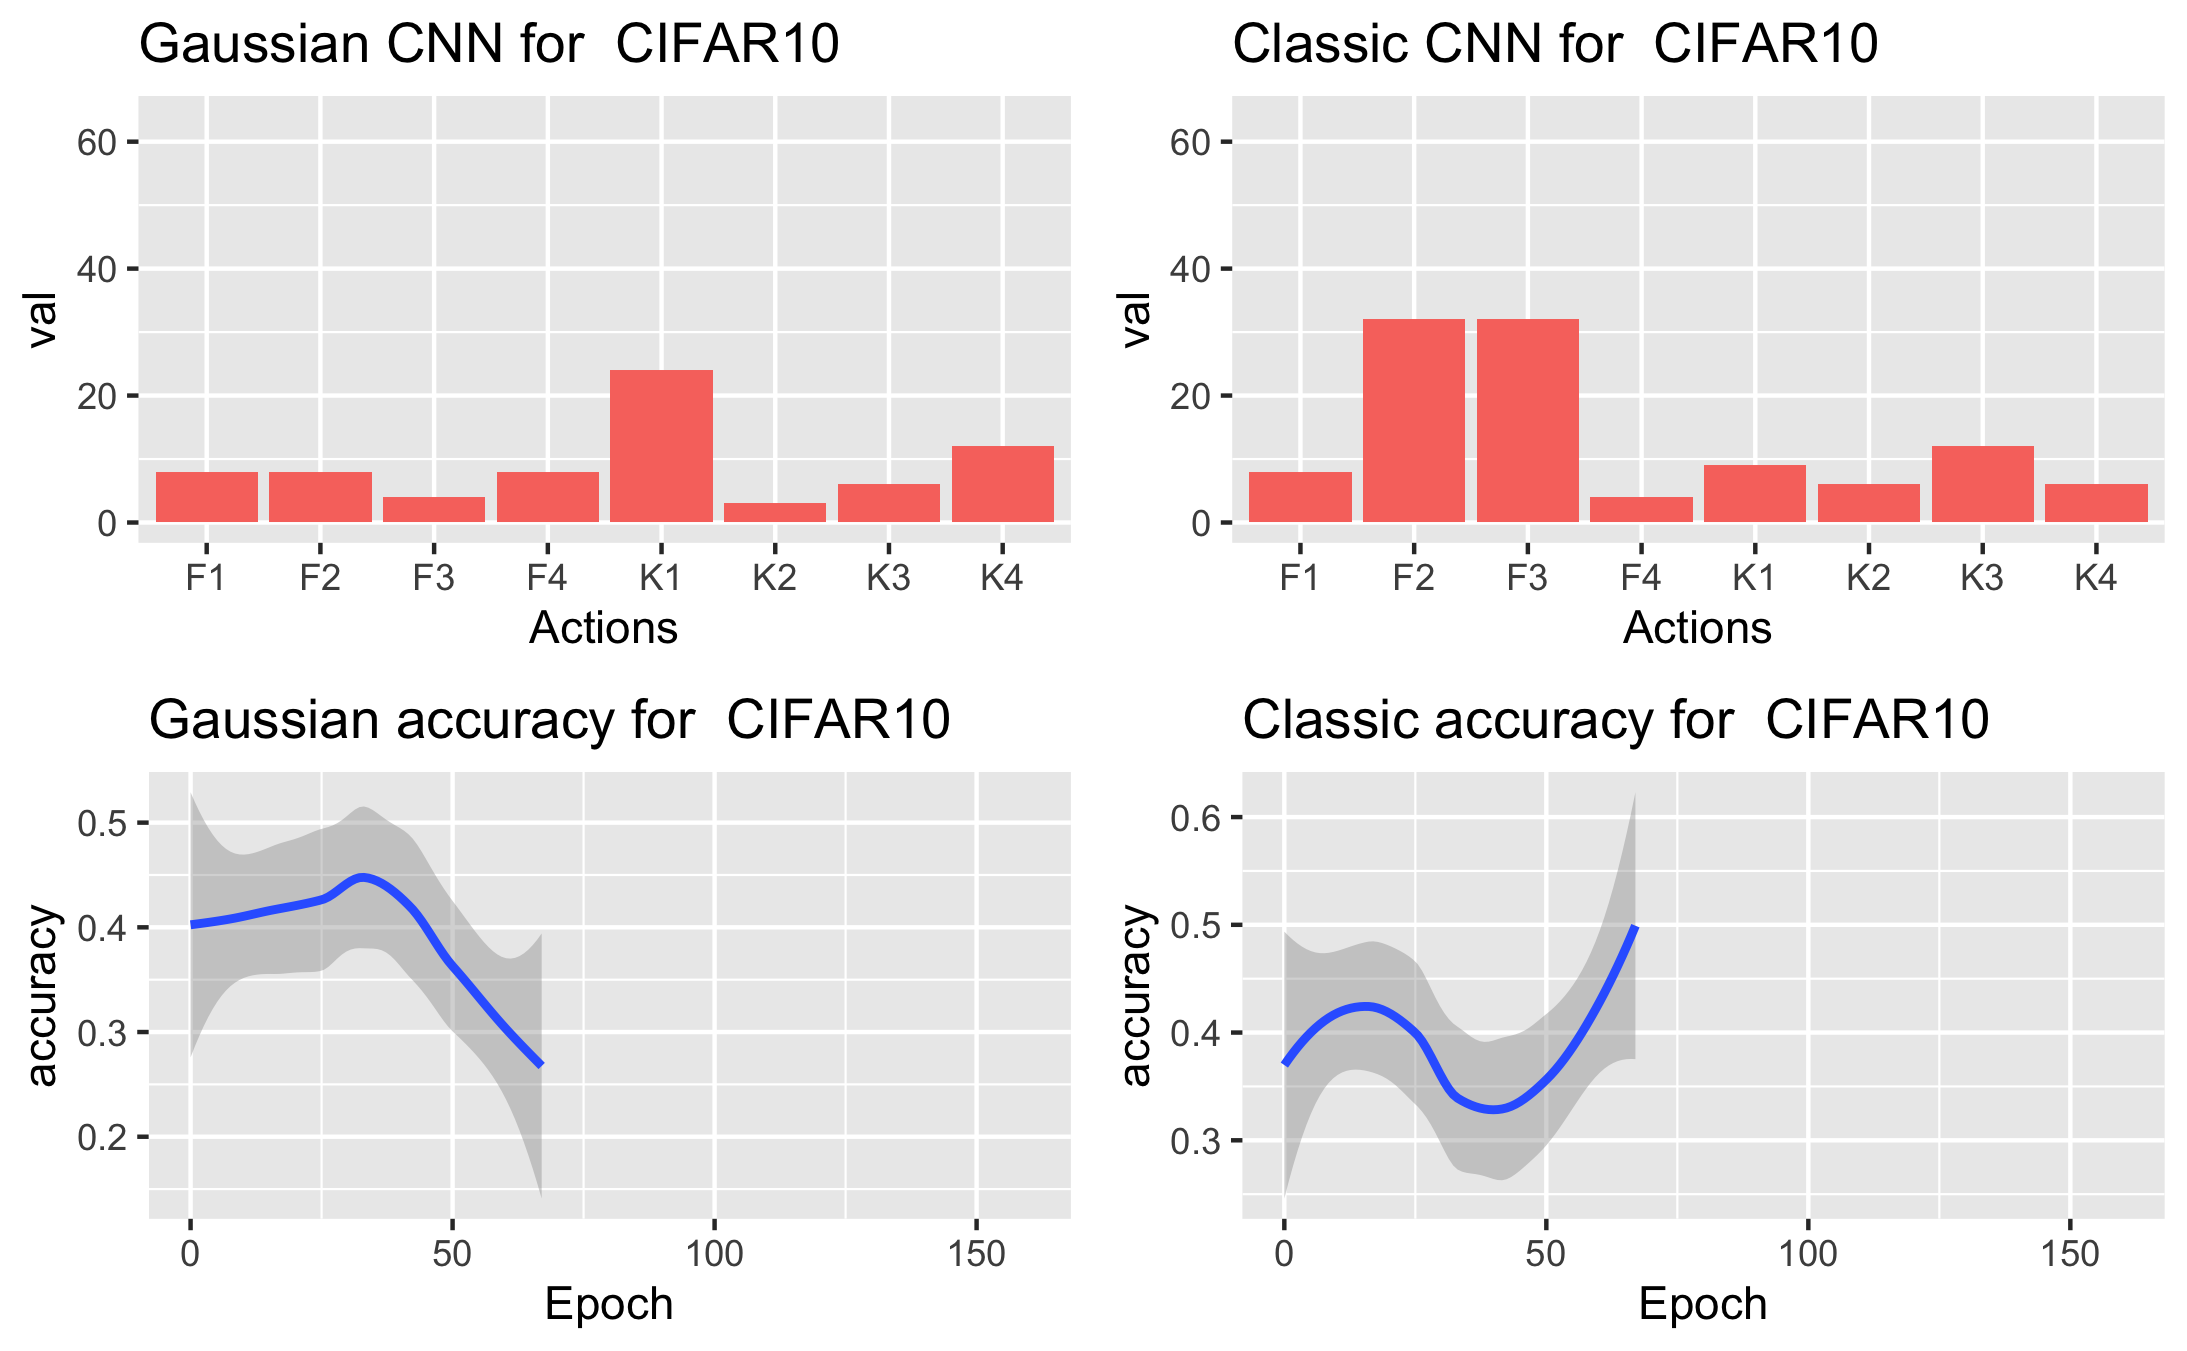 Gaussian CNN for  CIFAR10
60
40
20
0
val
F1 F2 F3 F4 K1 K2 K3 K4
Actions
Classic CNN for  CIFAR10
60
40
20
0
val
F1 F2 F3 F4 K1 K2 K3 K4
Actions
Gaussian accuracy for  CIFAR10
0.5
0.4
0.3
0.2
accuracy
0 50 100 150
Epoch
Classic accuracy for  CIFAR10
0.6
0.5
0.4
0.3
accuracy
0 50 100 150
Epoch